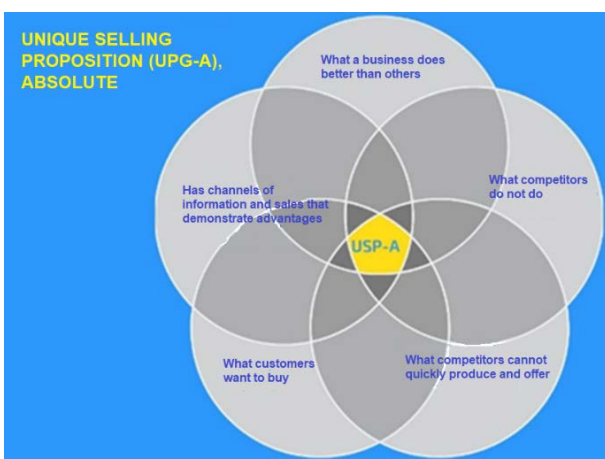 UNIQUE SELLING
PROPOSITION (UPG-A),
ABSOLUTE
What a business does
better than others
What competitors
do not do
Has channels of
information and sales that
demonstrate advantages
USP-A
What customers
want to buy
What competitors cannot
quickly produce and offer